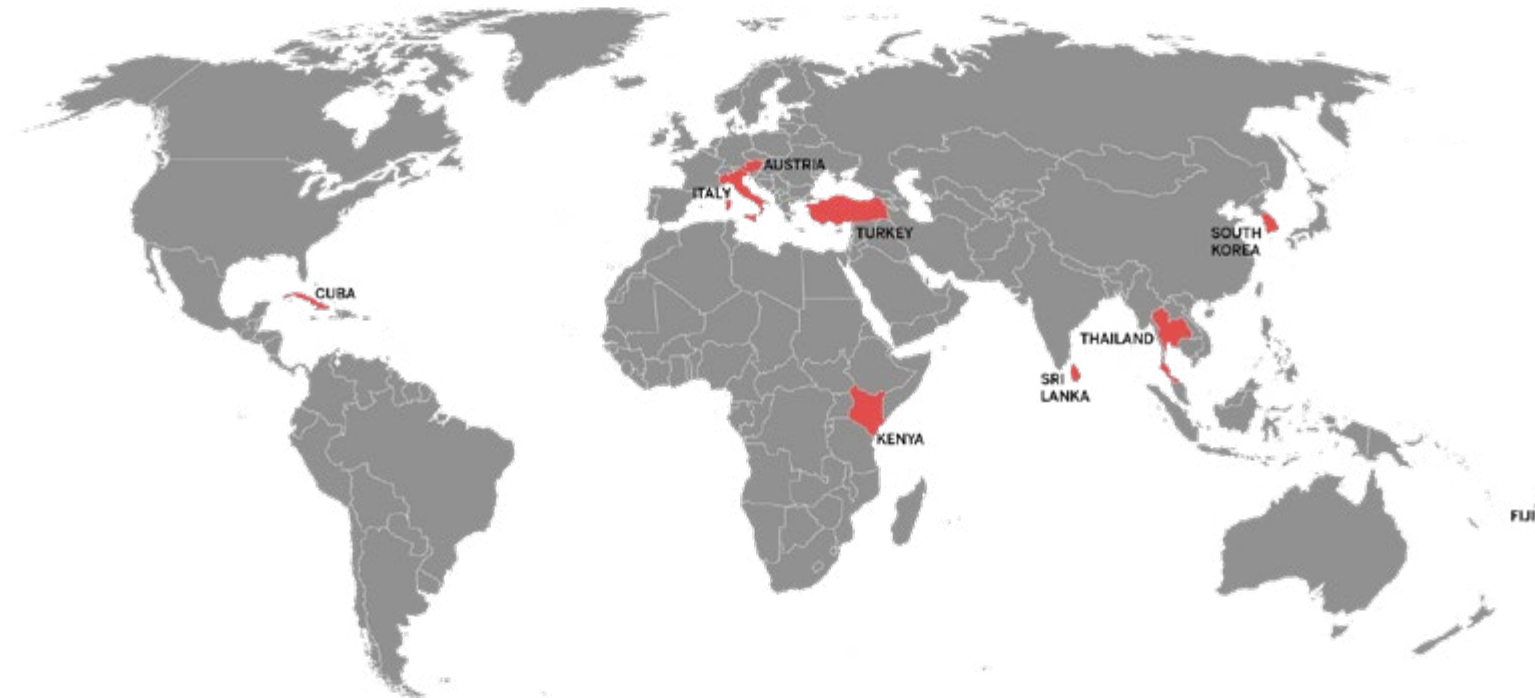 AUSTRIA
ITALY
TURKEY
SOUTH
KOREA
CUBA
THAILAND
SRI
LANKA
KENYA
FIJI